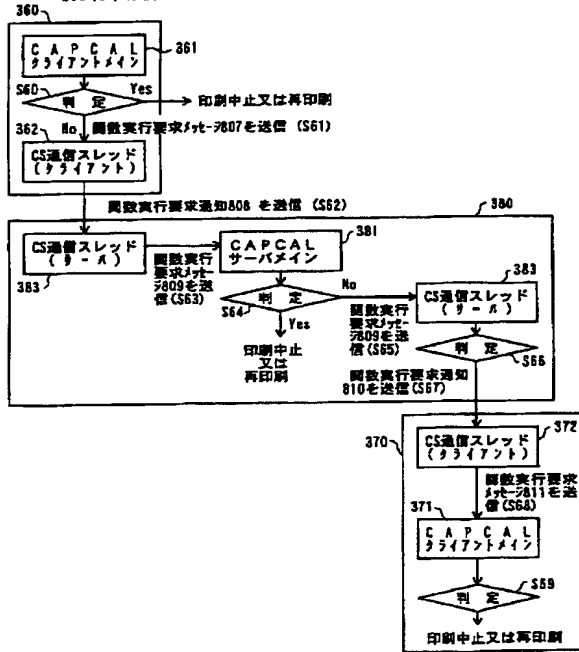 360
C A P C A L
クライアントメイン
361
S60
判 定
Yes
印刷中止又は再印刷
No
関数実行要求メッセージ807を送信 (S61)
362
CS通信スレッド
(クライアント)
関数実行要求通知808 を送信 (S62)
380
CS通信スレッド
(サーバ)
383
関数実行
要求メッセー
ジ809を送
信(S63)
381
CAPCAL
サーバメイン
S64
判 定
No
Yes
印刷中止
又は
再印刷
関数実行
要求メッセー
ジ809を送
信(S65)
383
CS通信スレッド
(サーバ)
判 定
S66
関数実行要求通知
810を送信(S67)
370
372
CS通信スレッド
(クライアント)
関数実行要求
メッセージ811を送
信(S68)
371
C A P C A L
クライアントメイン
判 定
S69
印刷中止又は再印刷